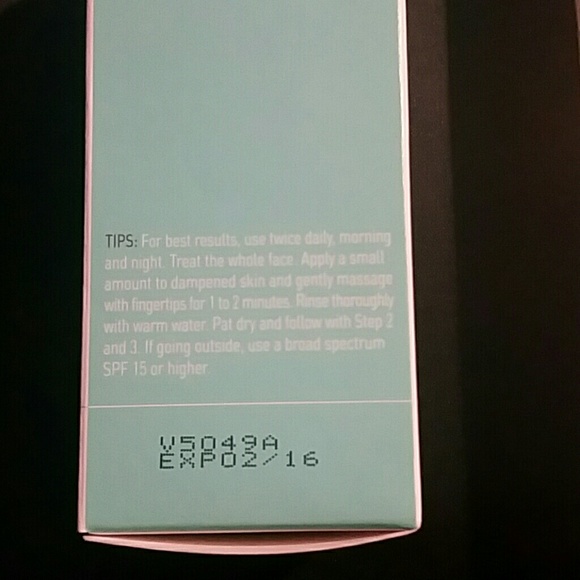 TIPS: For best results, use twice daily, morning
and night. Treat the whole face. Apply a small
amount to dampened skin and gently massage
with fingertips for 1 to 2 minutes. Rinse thoroughly
with warm water. Pat dry and follow with Step 2
and 3. If going outside, use a broad spectrum
SPF 15 or higher.
V5049A
EXP02/16